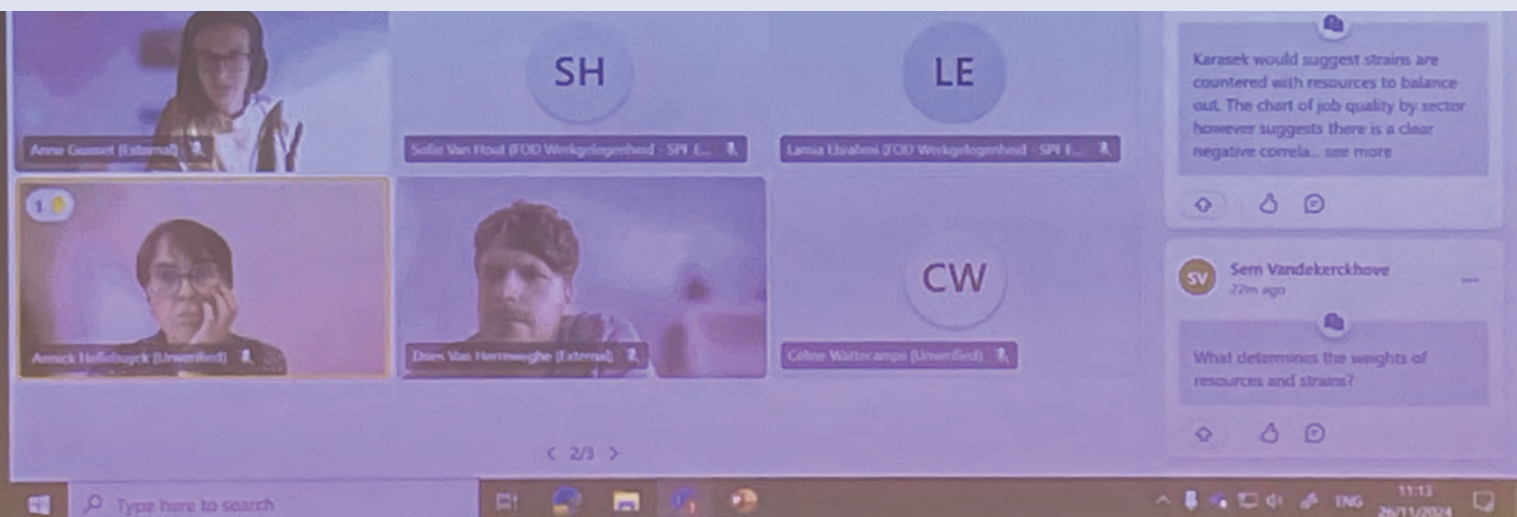 SH
LE
Anne Gunsset (External)
Sofie Van Hout (FOD Werkgelegenheid - SPF E...
Lamia Ebrahmi (FOD Werkgelegenheid - SPF E...
1
Annick Hellebuyck (Unverified)
Dries Van Herreweghe (External)
CW
Céline Wattecamps (Unverified)
2/3
Karasek would suggest strains are
countered with resources to balance
out. The chart of job quality by sector
however suggests there is a clear
negative correla... see more
SV
Sem Vandekerckhove
22m ago
What determines the weights of
resources and strains?
Type here to search
ENG
11:13
26/11/2024